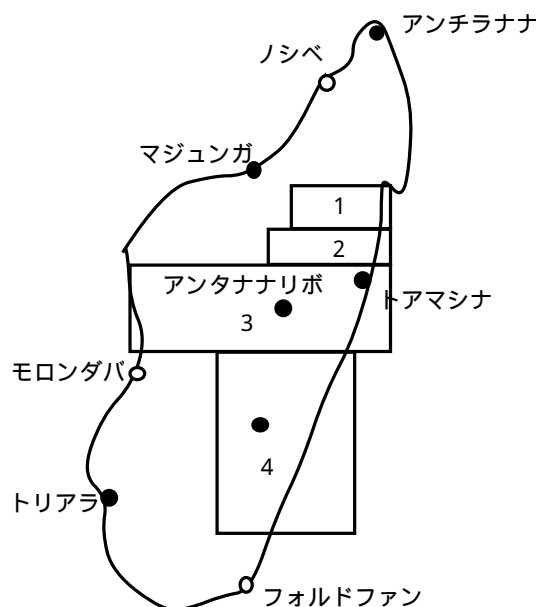 アンチラナナ
ノシベ
マジュンガ
1
2
アンタナナリボ
トアマシナ
3
モロンダバ
4
トリアラ
フォルドファン